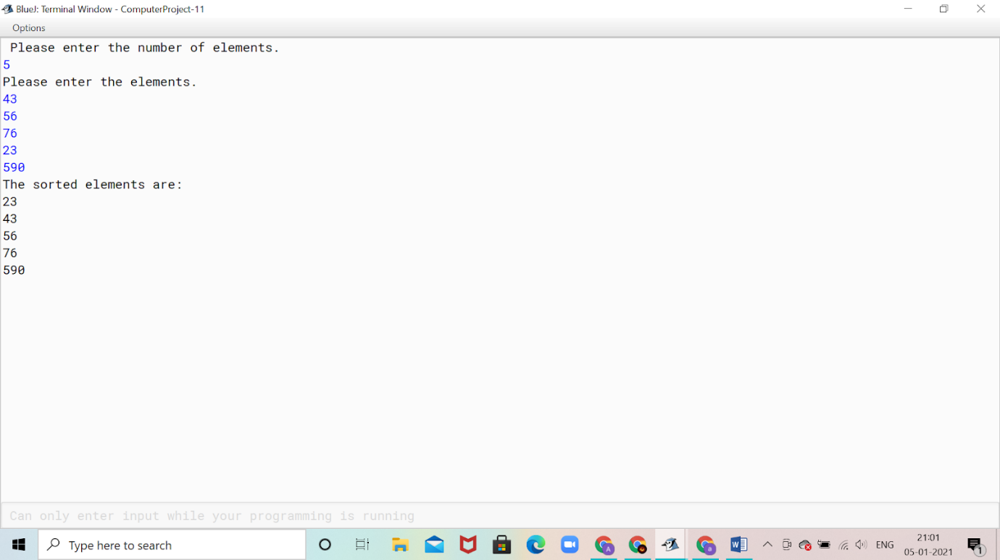 BlueJ: Terminal Window - ComputerProject-11
Options
Please enter the number of elements.
5
Please enter the elements.
43
56
76
23
590
The sorted elements are:
23
43
56
76
590
Can only enter input while your programming is running
Type here to search
ENG
21:01
05-01-2021
1